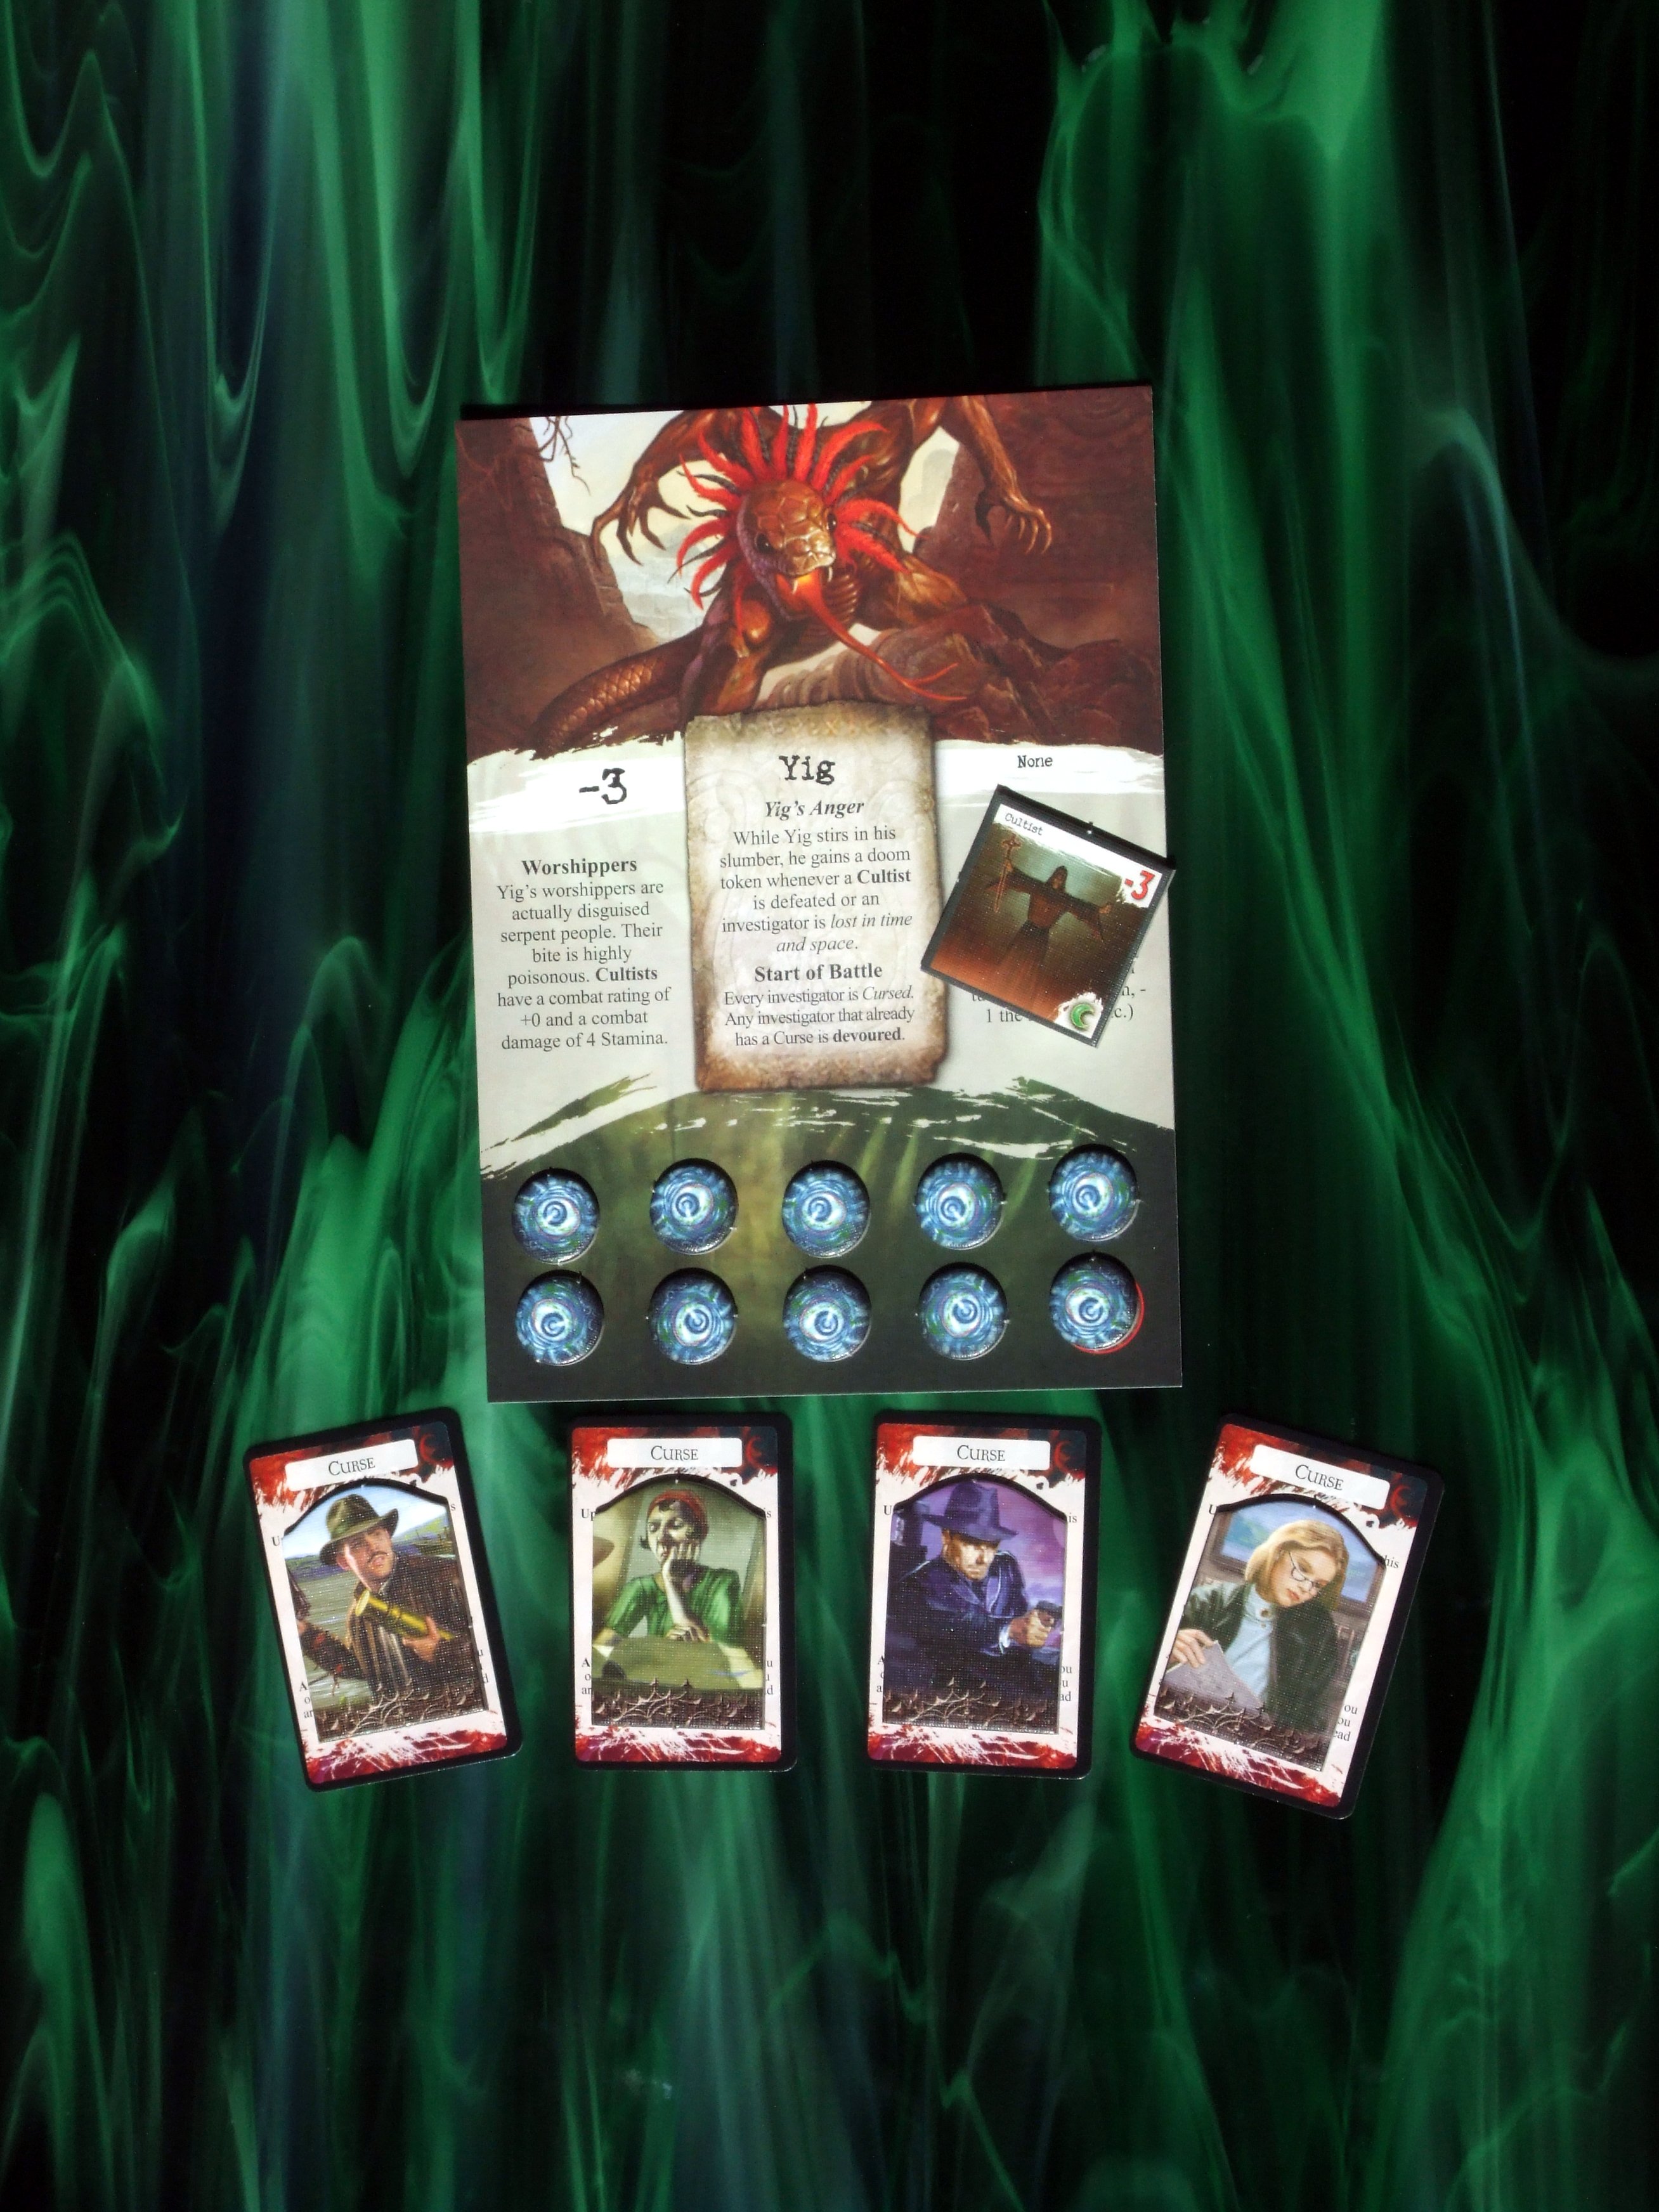 -3
Worshippers
Yig's worshippers are
actually disguised
serpent people. Their
bite is highly
poisonous. Cultists
have a combat rating of
+0 and a combat
damage of 4 Stamina.
Yig
Yig's Anger
While Yig stirs in his
slumber, he gains a doom
token whenever a Cultist
is defeated or an
investigator is lost in time
and space.
Start of Battle
Every investigator is Cursed.
Any investigator that already
has a Curse is devoured.
None
Cultist
-3
1 the
CURSE
CURSE
CURSE
CURSE